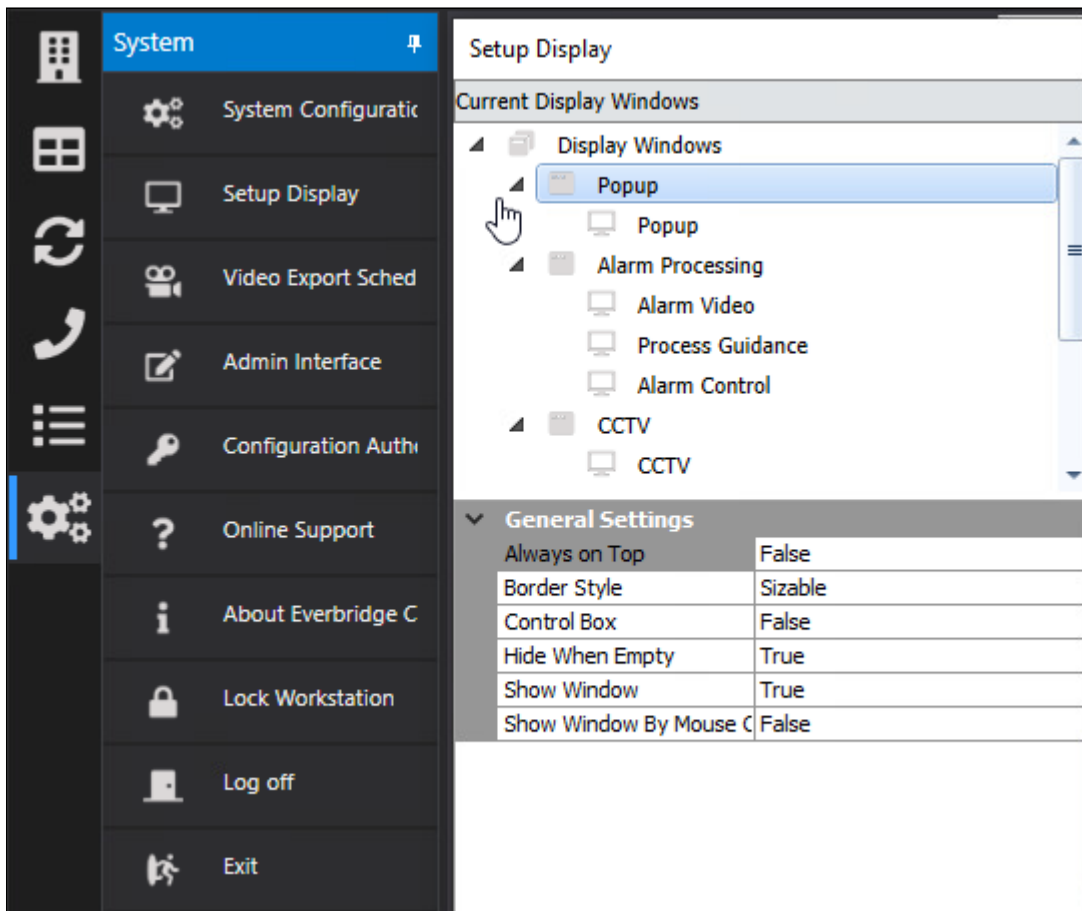 System
System Configuratic
Setup Display
Video Export Sched
Admin Interface
Configuration Auth
Online Support
About Everbridge C
Lock Workstation
Log off
Exit
Setup Display
Current Display Windows
Display Windows
Popup
Popup
Alarm Processing
Alarm Video
Process Guidance
Alarm Control
CCTV
CCTV
General Settings
Always on Top False
Border Style Sizable
Control Box False
Hide When Empty True
Show Window True
Show Window By Mouse C False